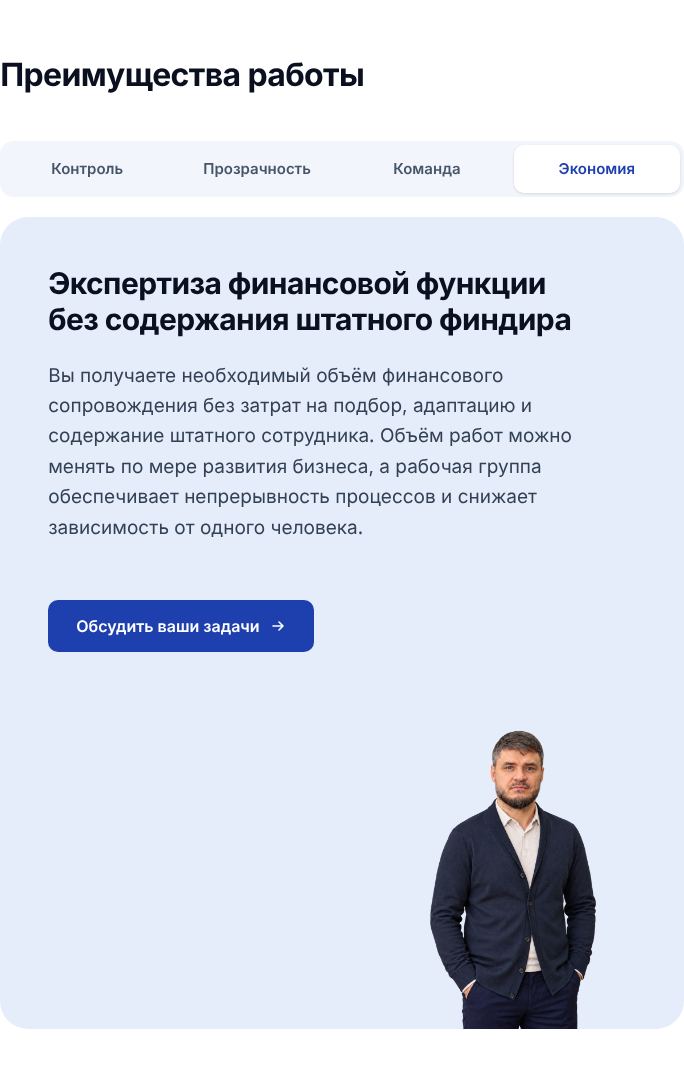 Преимущества работы
Контроль
Прозрачность
Команда
Экономия
Экспертиза финансовой функции
без содержания штатного финдира
Вы получаете необходимый объём финансового
сопровождения без затрат на подбор, адаптацию и
содержание штатного сотрудника. Объём работ можно
менять по мере развития бизнеса, а рабочая группа
обеспечивает непрерывность процессов и снижает
зависимость от одного человека.
Обсудить ваши задачи →